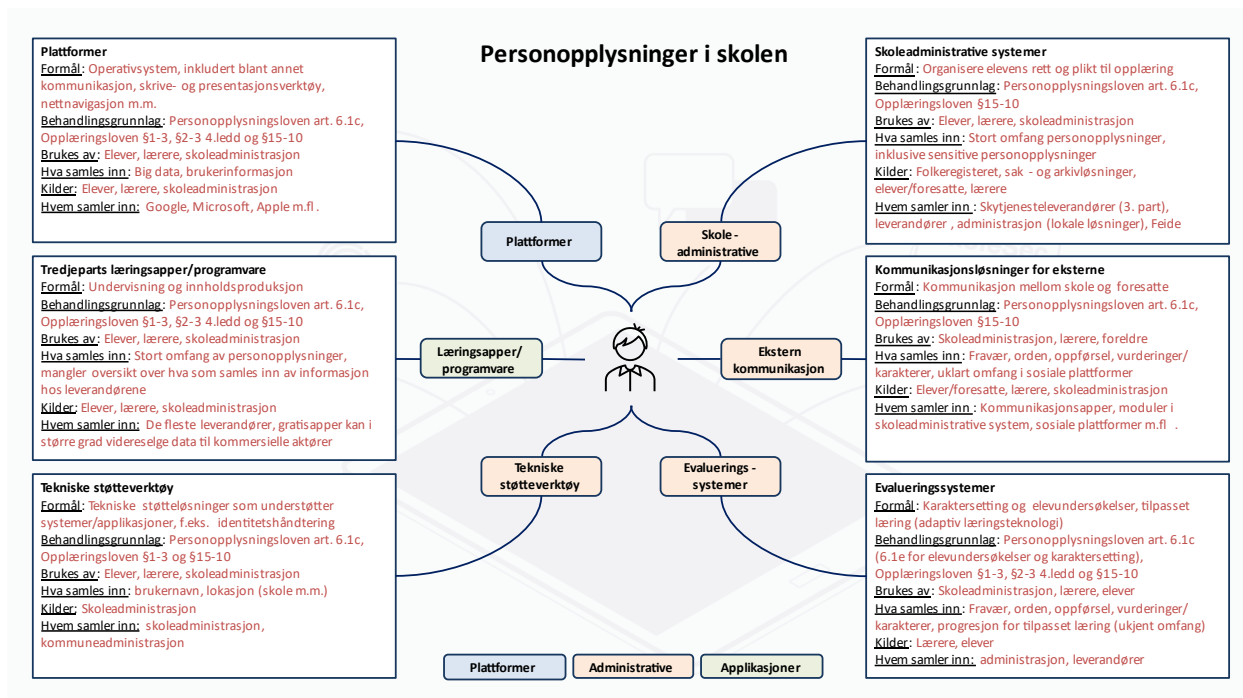 Personopplysninger i skolen
Plattformer
Formål: Operativsystem, inkludert blant annet
kommunikasjon, skrive- og presentasjonsverktøy,
nettnavigasjon m.m.
Behandlingsgrunnlag: Personopplysningsloven art. 6.1c,
Opplæringsloven §1-3, §2-3 4.ledd og §15-10
Brukes av: Elever, lærere, skoleadministrasjon
Hva samles inn: Big data, brukerinformasjon
Kilder: Elever, lærere, skoleadministrasjon
Hvem samler inn: Google, Microsoft, Apple m.fl.
Tredjeparts læringsapper/programvare
Formål: Undervisning og innholdsproduksjon
Behandlingsgrunnlag: Personopplysningsloven art. 6.1c,
Opplæringsloven §1-3, §2-3 4.ledd og §15-10
Brukes av: Elever, lærere, skoleadministrasjon
Hva samles inn: Stort omfang av personopplysninger,
mangler oversikt over hva som samles inn av informasjon
hos leverandørene
Kilder: Elever, lærere, skoleadministrasjon
Hvem samler inn: De fleste leverandører, gratisapper kan i
større grad videreselge data til kommersielle aktører
Tekniske støtteverktøy
Formål: Tekniske støtteløsninger som understøtter
systemer/applikasjoner, f.eks. identitetshåndtering
Behandlingsgrunnlag: Personopplysningsloven art. 6.1c,
Opplæringsloven §1-3 og §15-10
Brukes av: Elever, lærere, skoleadministrasjon
Hva samles inn: brukernavn, lokasjon (skole m.m.)
Kilder: Skoleadministrasjon
Hvem samler inn: skoleadministrasjon,
kommuneadministrasjon
Plattformer
Skole-
administrative
Læringsapper/
programvare
Ekstern
kommunikasjon
Tekniske
støtteverktøy
Evaluerings-
systemer
Plattformer
Administrative
Applikasjoner
Skoleadministrative systemer
Formål: Organisere elevens rett og plikt til opplæring
Behandlingsgrunnlag: Personopplysningsloven art. 6.1c,
Opplæringsloven §15-10
Brukes av: Elever, lærere, skoleadministrasjon
Hva samles inn: Stort omfang personopplysninger,
inklusive sensitive personopplysninger
Kilder: Folkeregisteret, sak - og arkivløsninger,
elever/foresatte, lærere
Hvem samler inn: Skytjenesteleverandører (3. part),
leverandører , administrasjon (lokale løsninger), Feide
Kommunikasjonsløsninger for eksterne
Formål: Kommunikasjon mellom skole og foresatte
Behandlingsgrunnlag: Personopplysningsloven art. 6.1c,
Opplæringsloven §15-10
Brukes av: Skoleadministrasjon, lærere, foreldre
Hva samles inn: Fravær, orden, oppførsel, vurderinger/
karakterer, uklart omfang i sosiale plattformer
Kilder: Elever/foresatte, lærere, skoleadministrasjon
Hvem samler inn : Kommunikasjonsapper, moduler i
skoleadministrative system, sosiale plattformer m.fl .
Evalueringssystemer
Formål: Karaktersetting og elevundersøkelser, tilpasset
læring (adaptiv læringsteknologi)
Behandlingsgrunnlag: Personopplysningsloven art. 6.1c
(6.1e for elevundersøkelser og karaktersetting),
Opplæringsloven §1-3, §2-3 4.ledd og §15-10
Brukes av: Skoleadministrasjon, lærere, elever
Hva samles inn: Fravær, orden, oppførsel, vurderinger/
karakterer, progresjon for tilpasset læring (ukjent omfang)
Kilder: Lærere, elever
Hvem samler inn: administrasjon, leverandører